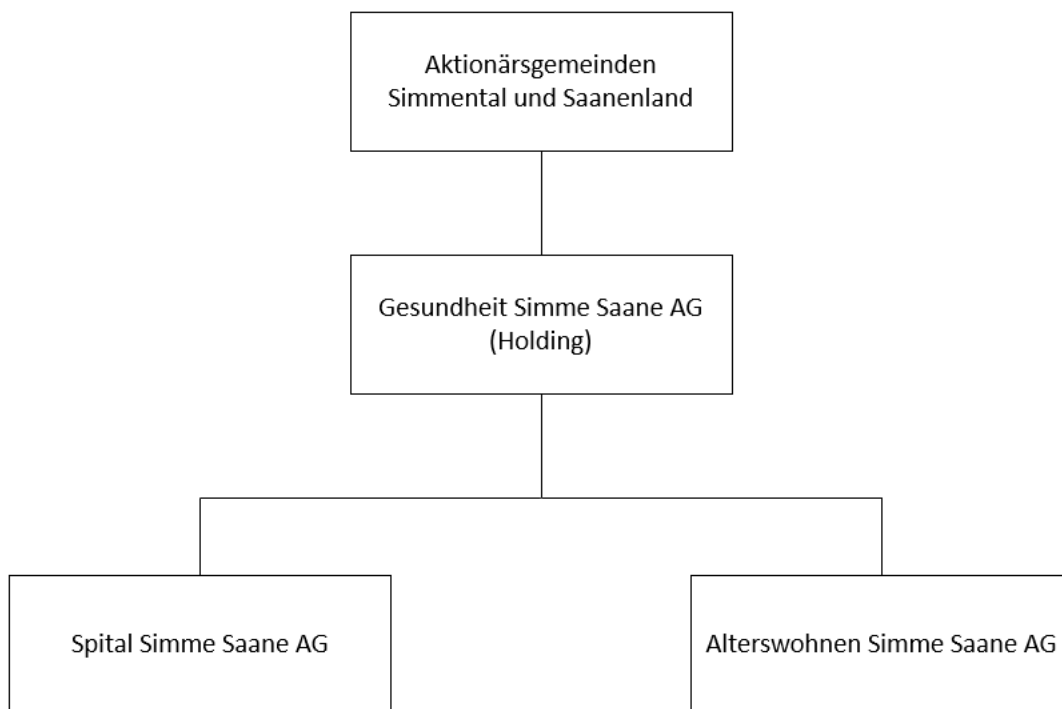 Aktionärsgemeinden
Simmental und Saanenland
Gesundheit Simme Saane AG
(Holding)
Spital Simme Saane AG
Alterswohnen Simme Saane AG